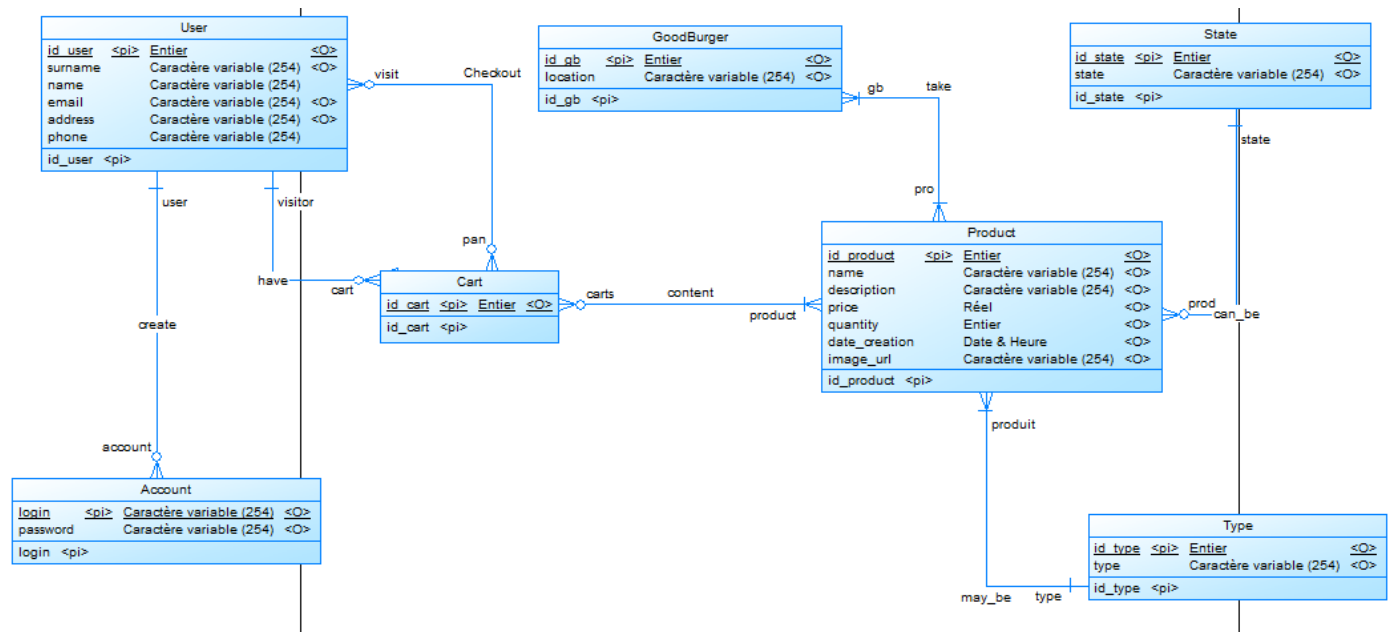 User
id_user <pi> Entier <O>
surname Caractère variable (254) <O>
name Caractère variable (254)
email Caractère variable (254) <O>
address Caractère variable (254) <O>
phone Caractère variable (254)
id_user <pi>
visit
Checkout
pan
GoodBurger
id_gb <pi> Entier <O>
location Caractère variable (254) <O>
id_gb <pi>
gb
take
pro
State
id_state <pi> Entier <O>
state Caractère variable (254) <O>
id_state <pi>
state
user
visitor
have
cart
create
account
Cart
id_cart <pi> Entier <O>
id_cart <pi>
carts
content
product
Product
id_product <pi> Entier <O>
name Caractère variable (254) <O>
description Caractère variable (254) <O>
price Réel <O>
quantity Entier <O>
date_creation Date & Heure <O>
image_url Caractère variable (254) <O>
id_product <pi>
prod
can_be
produit
may_be
type
Account
login <pi> Caractère variable (254) <O>
password Caractère variable (254) <O>
login <pi>
Type
id_type <pi> Entier <O>
type Caractère variable (254) <O>
id_type <pi>